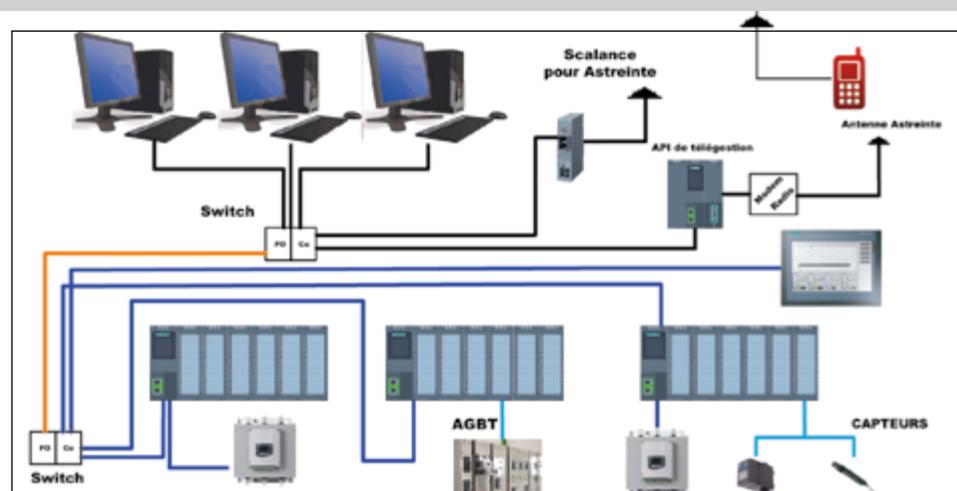 Scalance
pour Astreinte
Antenne Astreinte
API de télégestion
Modem
Radio
Switch
FO
Cu
AGBT
CAPTEURS
FO
Cu
Switch